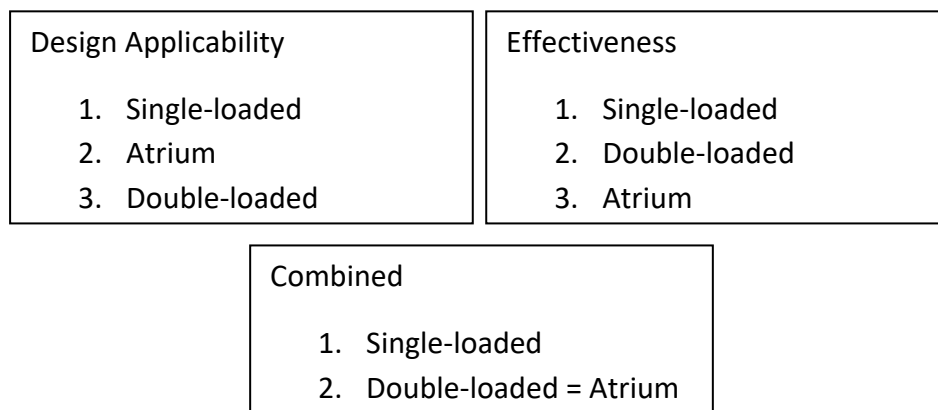 Design Applicability
1. Single-loaded
2. Atrium
3. Double-loaded
Effectiveness
1. Single-loaded
2. Double-loaded
3. Atrium
Combined
1. Single-loaded
2. Double-loaded = Atrium